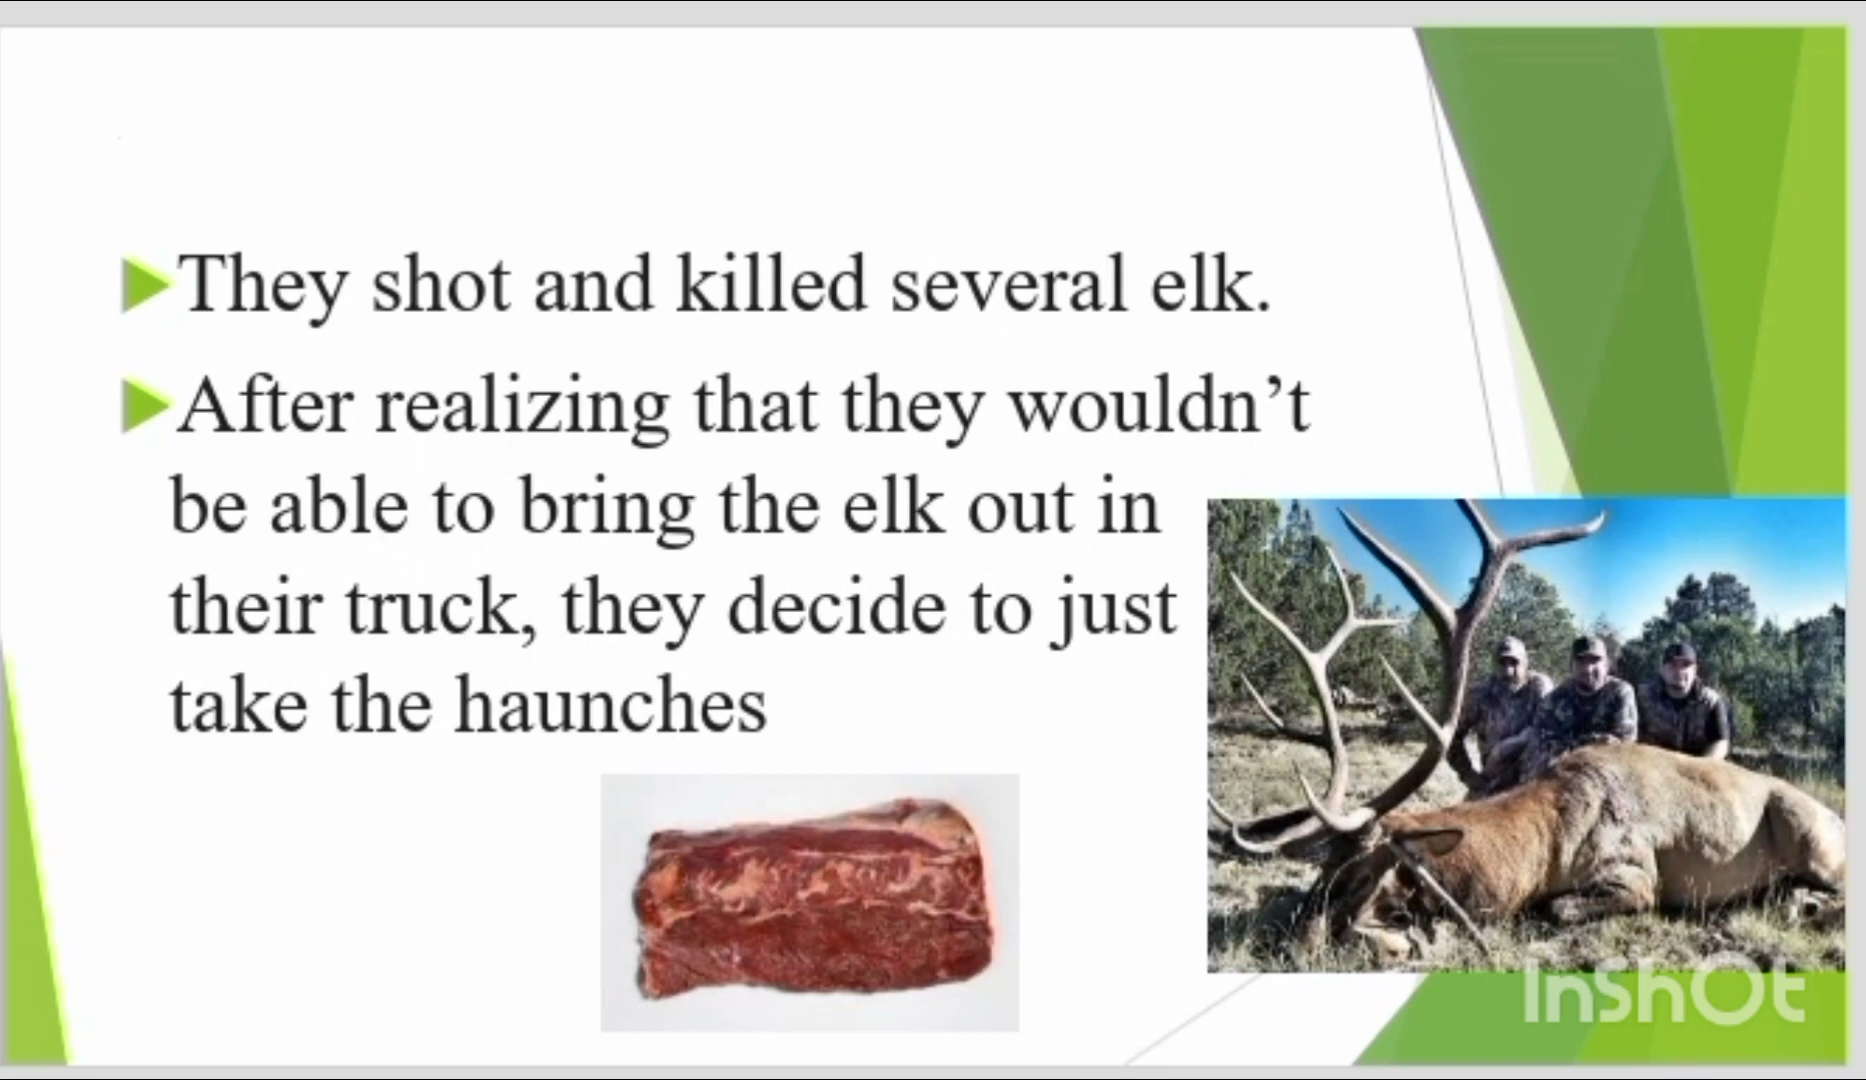 They shot and killed several elk.
After realizing that they wouldn't
be able to bring the elk out in
their truck, they decide to just
take the haunches
InShOt